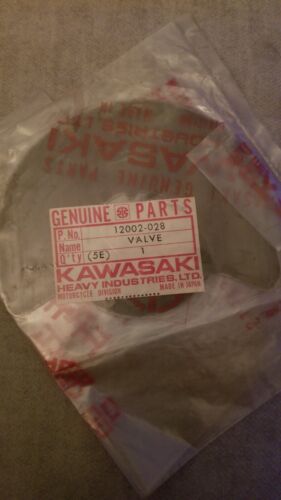 KAWASAKI
GENUINE PARTS
GENUINE PARTS
P. No. 12002-028
Name VALVE
Q'ty (5E) 1
KAWASAKI
HEAVY INDUSTRIES, LTD.
MOTORCYCLE DIVISION MADE IN JAPAN